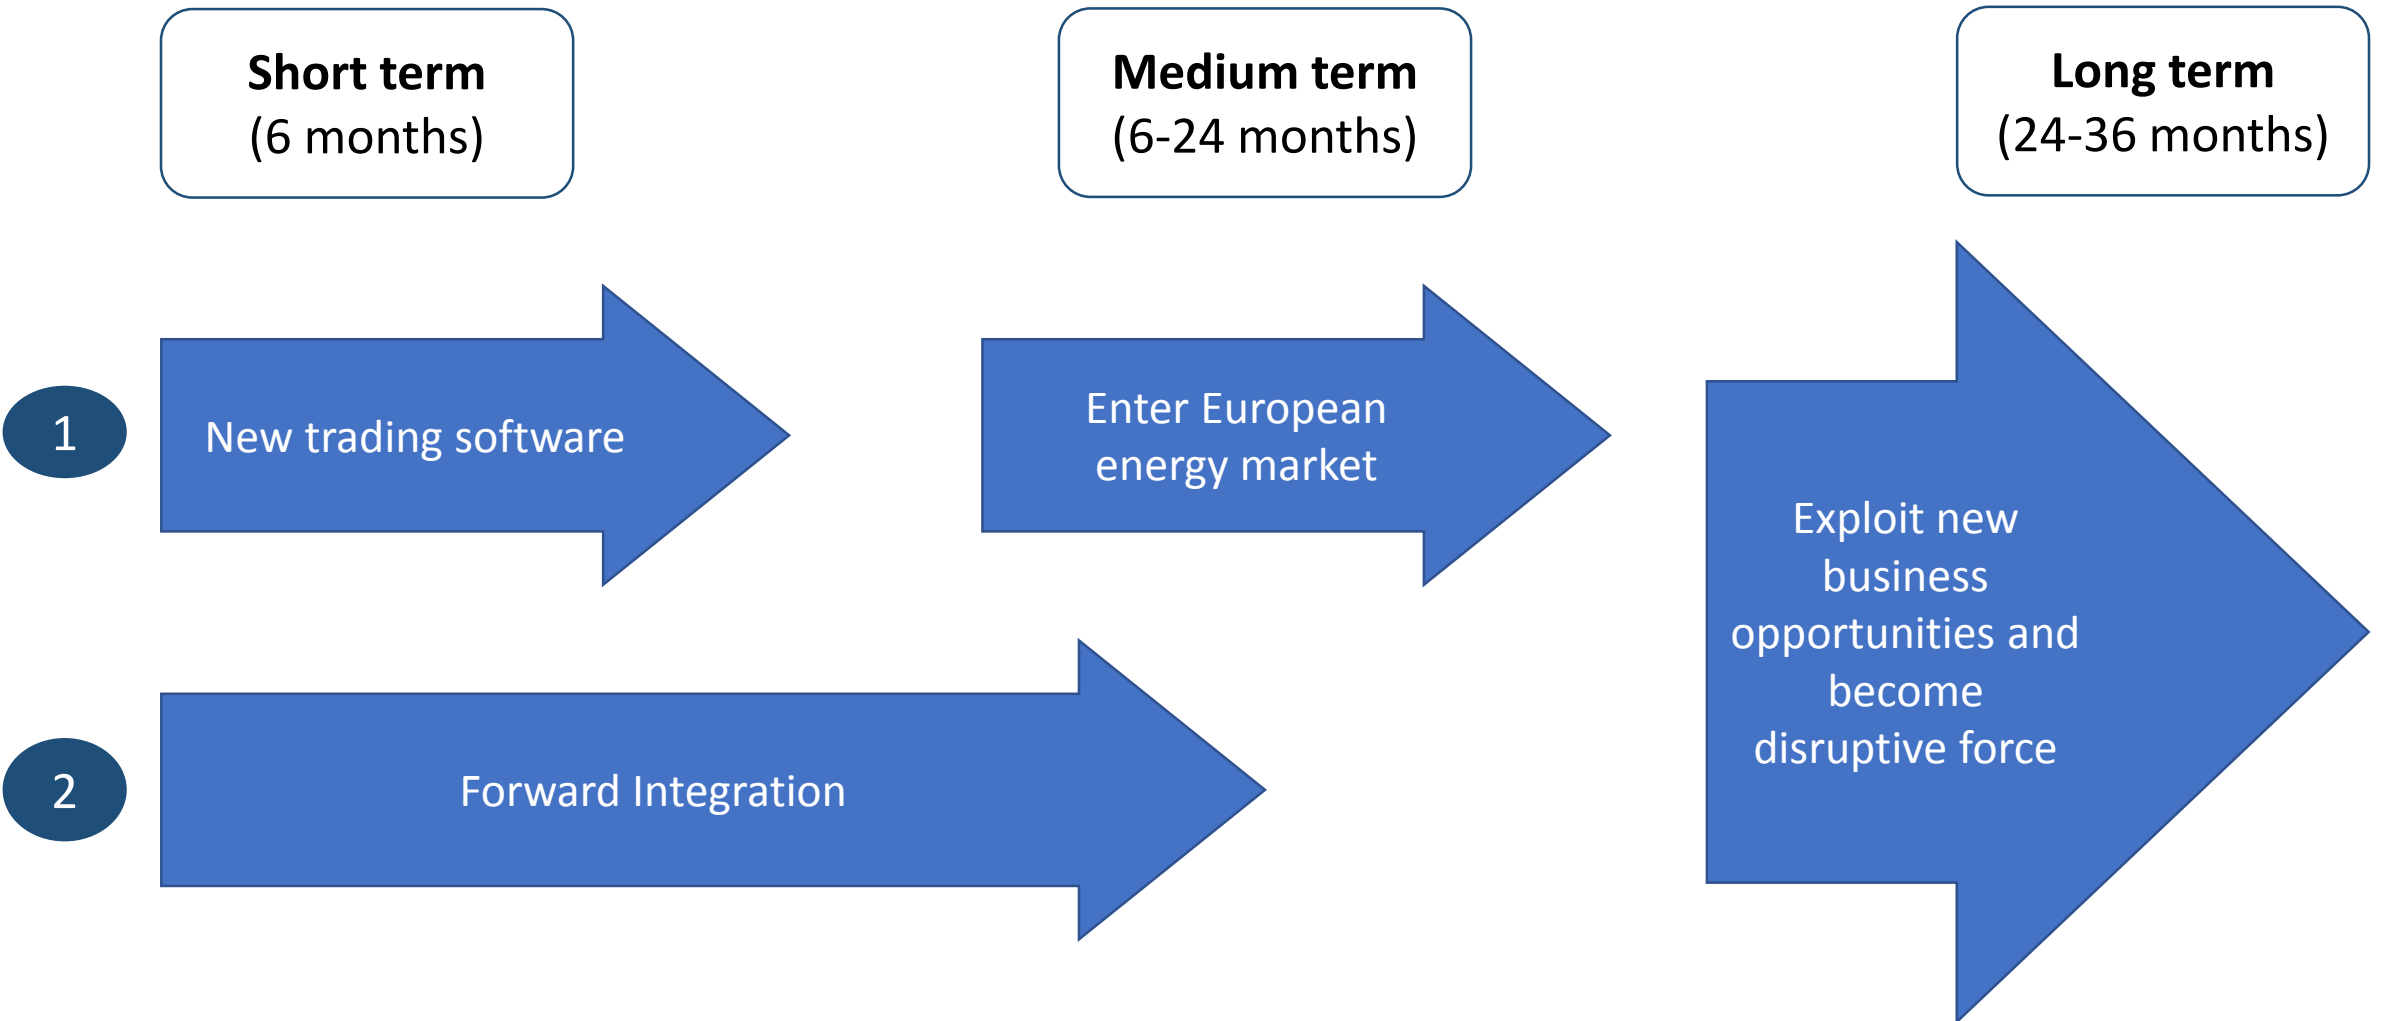 Short term
(6 months)
Medium term
(6-24 months)
Long term
(24-36 months)
1
New trading software
Enter European
energy market
Exploit new
business
opportunities and
become
disruptive force
2
Forward Integration